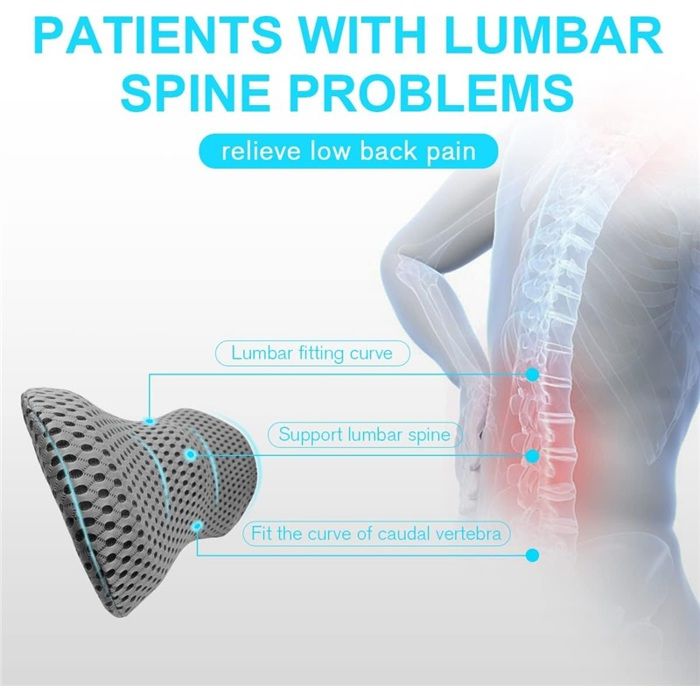 PATIENTS WITH LUMBAR
SPINE PROBLEMS
relieve low back pain
Lumbar fitting curve
Support lumbar spine
Fit the curve of caudal vertebra